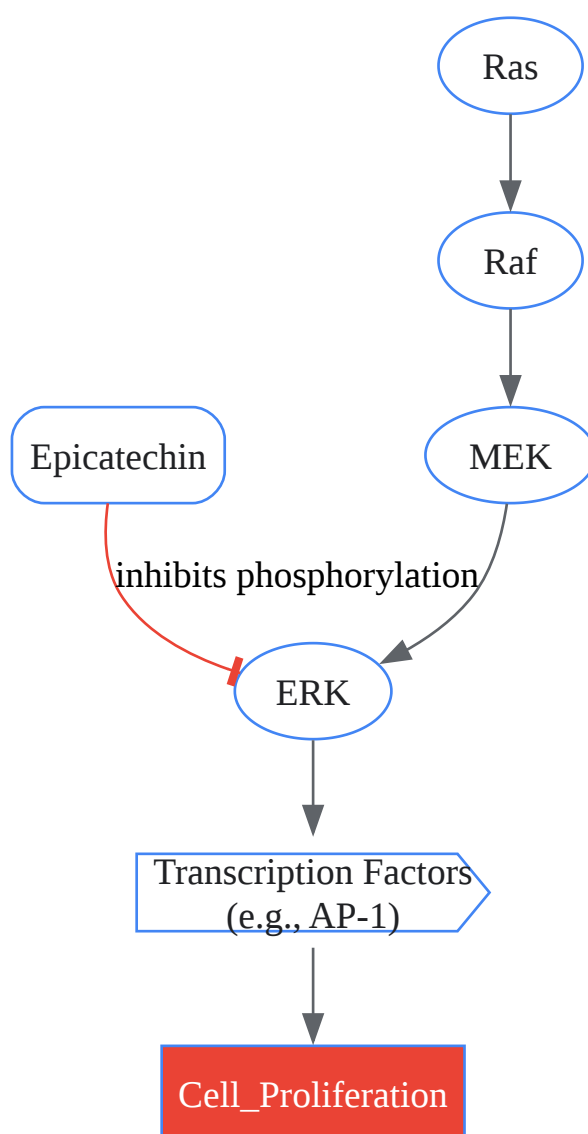 Ras
Raf
Epicatechin
MEK
inhibits phosphorylation
ERK
Transcription Factors
(e.g., AP-1)
Cell_Proliferation